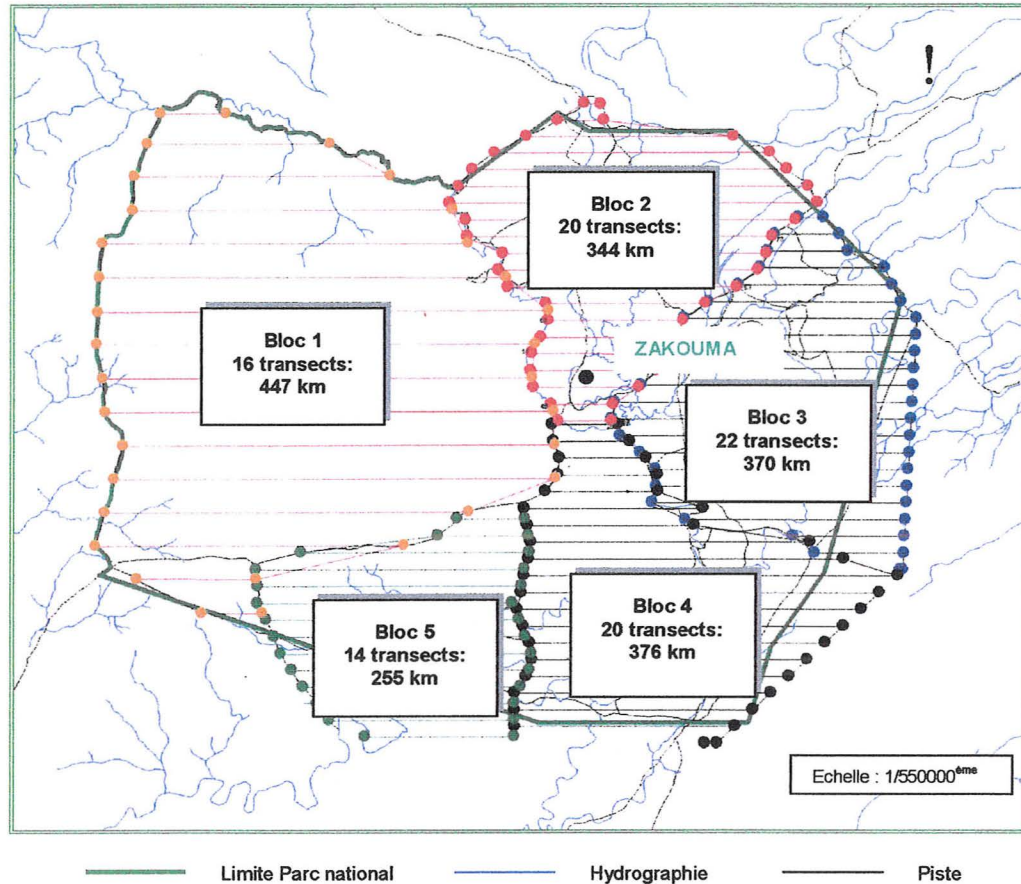 Bloc 2
20 transects:
344 km
Bloc 1
16 transects:
447 km
ZAKOUMA
Bloc 3
22 transects:
370 km
Bloc 4
20 transects:
376 km
Bloc 5
14 transects:
255 km
Echelle : 1/550000ème
Limite Parc national
Hydrographie
Piste